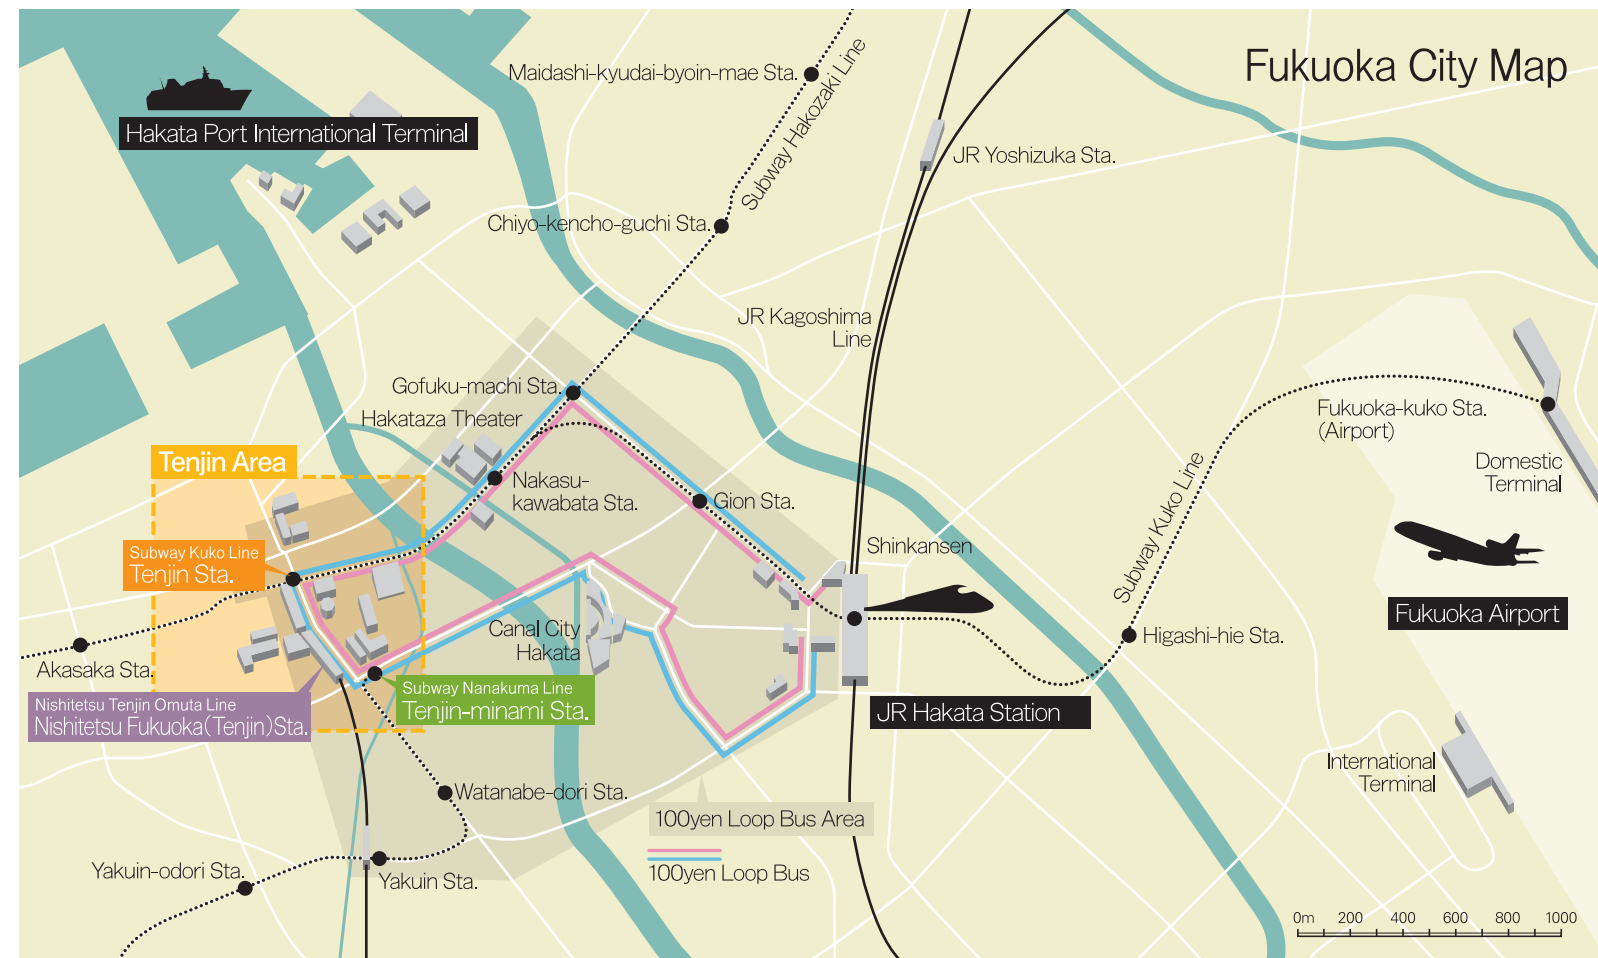 Fukuoka City Map
Maidashi-kyudai-byoin-mae Sta.
Subway Hakozaki Line
Hakata Port International Terminal
JR Yoshizuka Sta.
Chiyo-kencho-guchi Sta.
JR Kagoshima
Line
Gofuku-machi Sta.
Hakataza Theater
Fukuoka-kuko Sta.
(Airport)
Tenjin Area
Domestic
Terminal
Nakasu-
kawabata Sta.
Gion Sta.
Subway Kuko Line
Shinkansen
Subway Kuko Line
Tenjin Sta.
Fukuoka Airport
Canal City
Hakata
Higashi-hie Sta.
Akasaka Sta.
Subway Nanakuma Line
Tenjin-minami Sta.
Nishitetsu Tenjin Omuta Line
Nishitetsu Fukuoka(Tenjin)Sta.
JR Hakata Station
International
Terminal
Watanabe-dori Sta.
100yen Loop Bus Area
100yen Loop Bus
Yakuin-odori Sta.
Yakuin Sta.
0m 200 400 600 800 1000